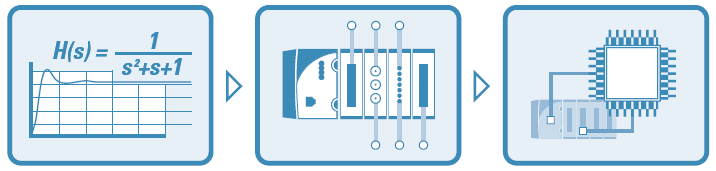 H(s) = 1
s²+s+1